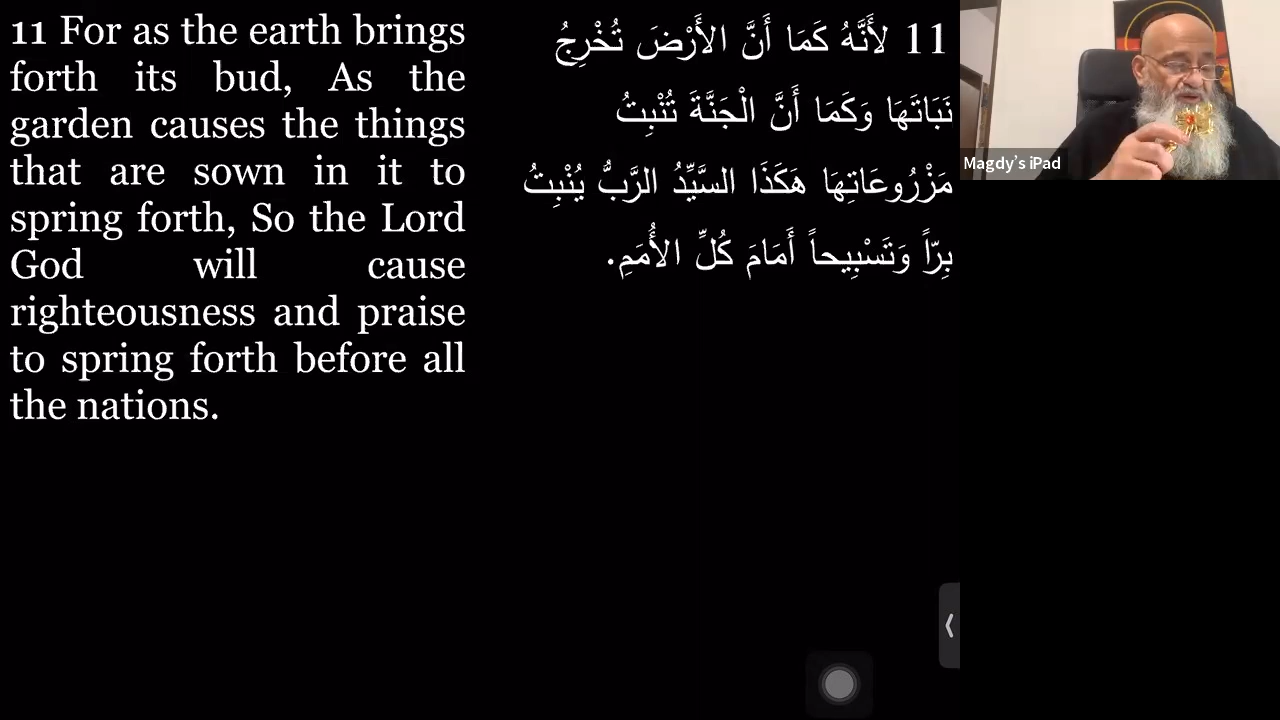 11 For as the earth brings
forth its bud, As the
garden causes the things
that are sown in it to
spring forth, So the Lord
God will cause
righteousness and praise
to spring forth before all
the nations.
11 لأَنَّهُ كَمَا أَنَّ الأَرْضَ تُخْرِجُ
نَبَاتَهَا وَكَمَا أَنَّ الْجَنَّةَ تُنْبِتُ
مَزْرُوعَاتِهَا هَكَذَا السَّيِّدُ الرَّبُّ يُنْبِتُ
بِرّاً وَتَسْبِيحاً أَمَامَ كُلِّ الأُمَمِ.
Magdy's iPad